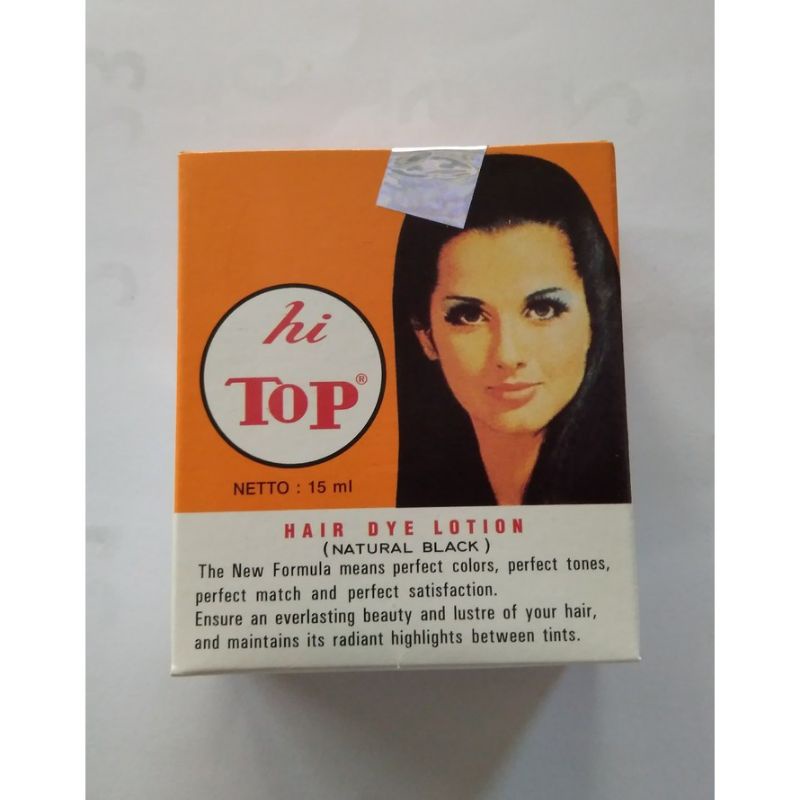 hi
TOP®
NETTO : 15 ml
HAIR DYE LOTION
(NATURAL BLACK)
The New Formula means perfect colors, perfect tones,
perfect match and perfect satisfaction.
Ensure an everlasting beauty and lustre of your hair,
and maintains its radiant highlights between tints.